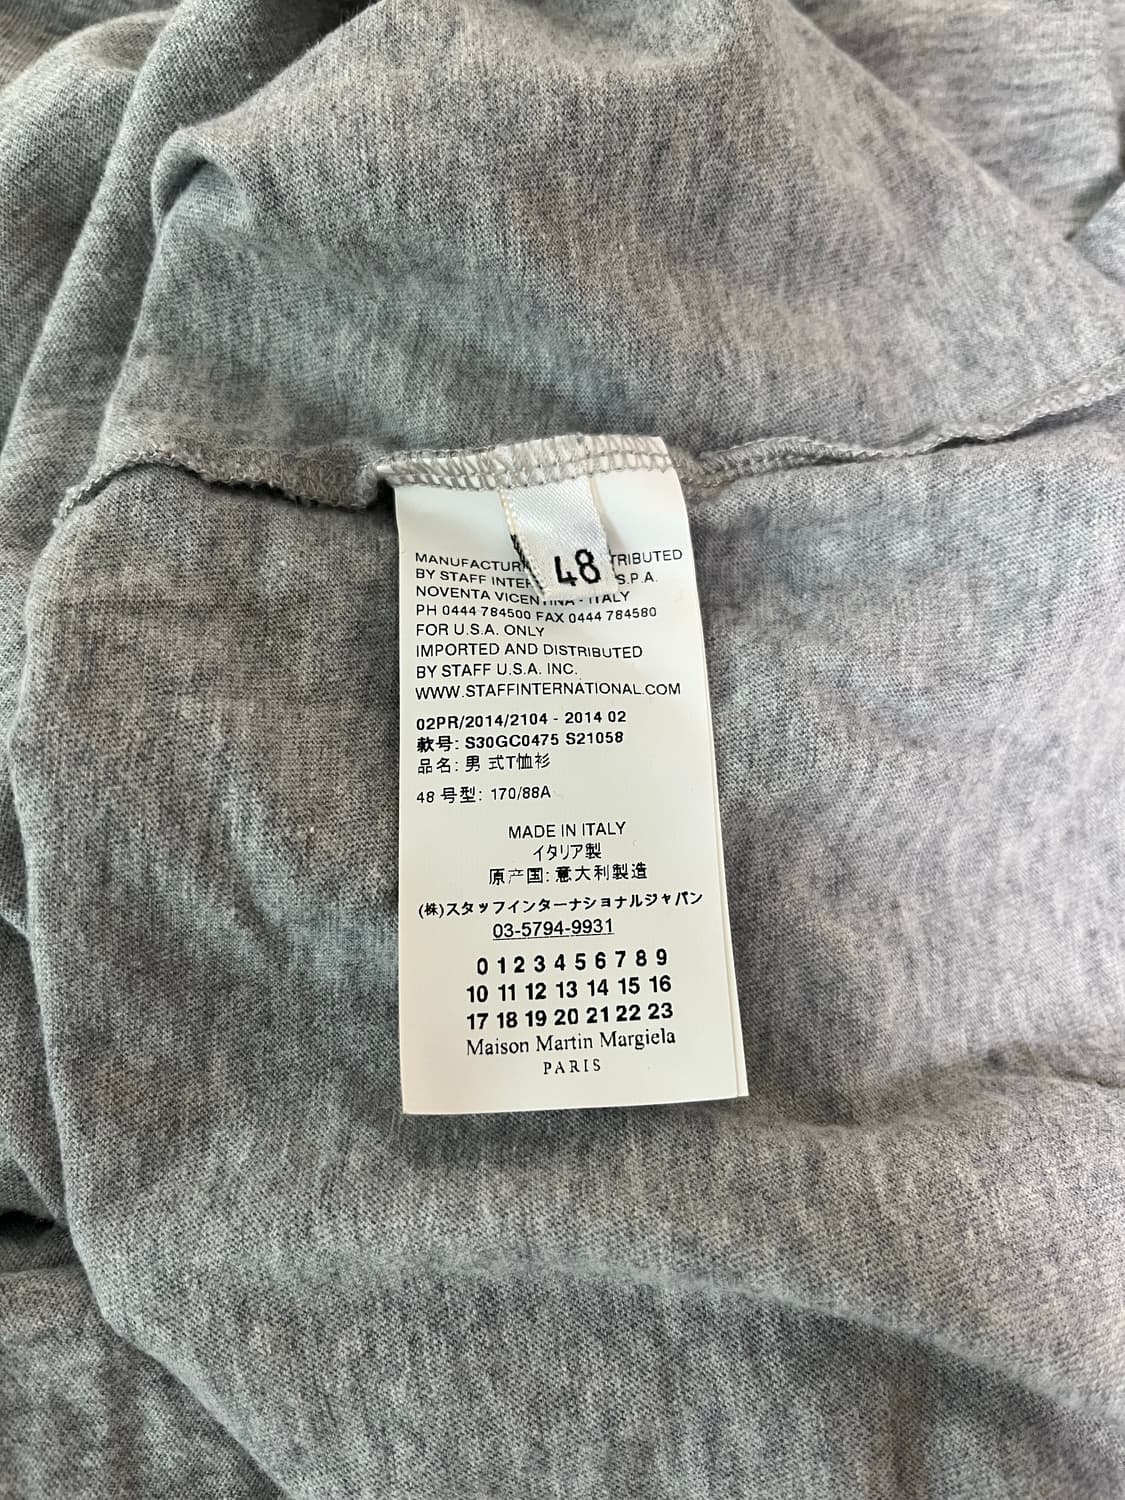 48
MANUFACTUR TRIBUTED
BY STAFF INTER S.P.A.
NOVENTA VICENTINA - ITALY
PH 0444 784500 FAX 0444 784580
FOR U.S.A. ONLY
IMPORTED AND DISTRIBUTED
BY STAFF U.S.A. INC.
WWW.STAFFINTERNATIONAL.COM
02PR/2014/2104 - 2014 02
款号: S30GC0475 S21058
品名: 男 式T恤衫
48 号型: 170/88A
MADE IN ITALY
イタリア製
原产国: 意大利製造
(株)スタッフインターナショナルジャパン
03-5794-9931
0 1 2 3 4 5 6 7 8 9
10 11 12 13 14 15 16
17 18 19 20 21 22 23
Maison Martin Margiela
PARIS